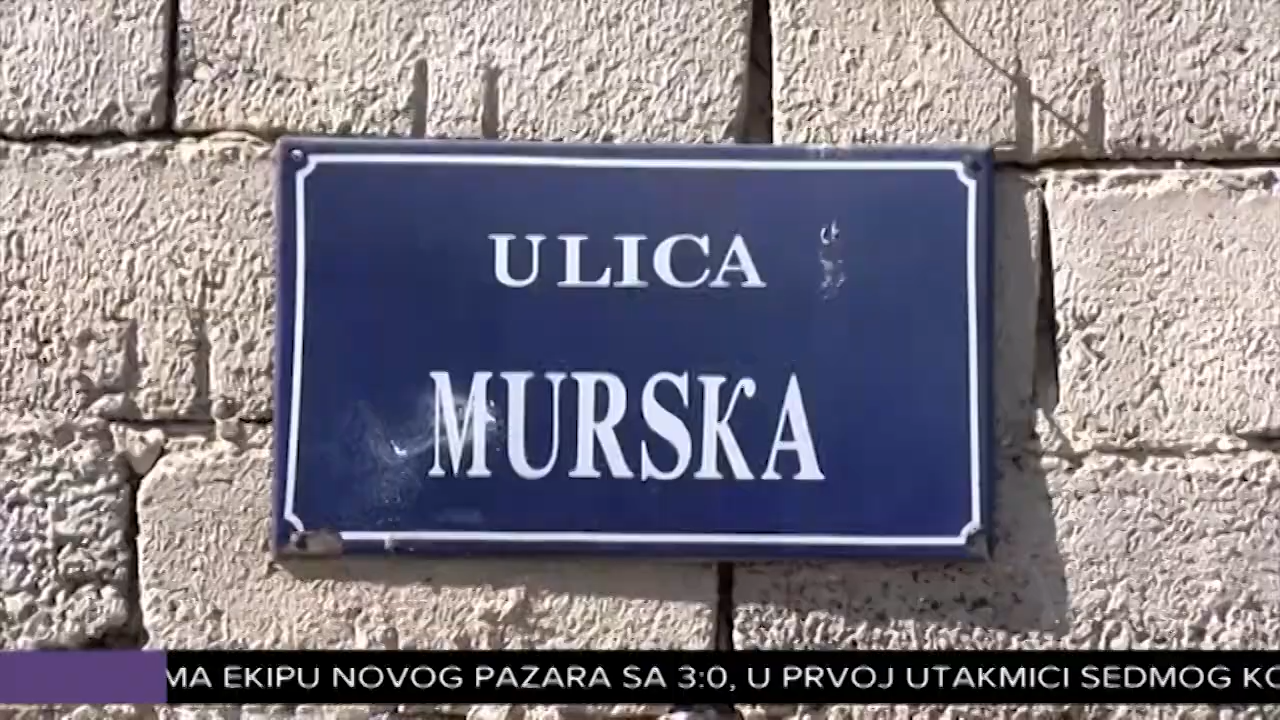 ULICA
MURSKA
MA EKIPU NOVOG PAZARA SA 3:0, U PRVOJ UTAKMICI SEDMOG KO